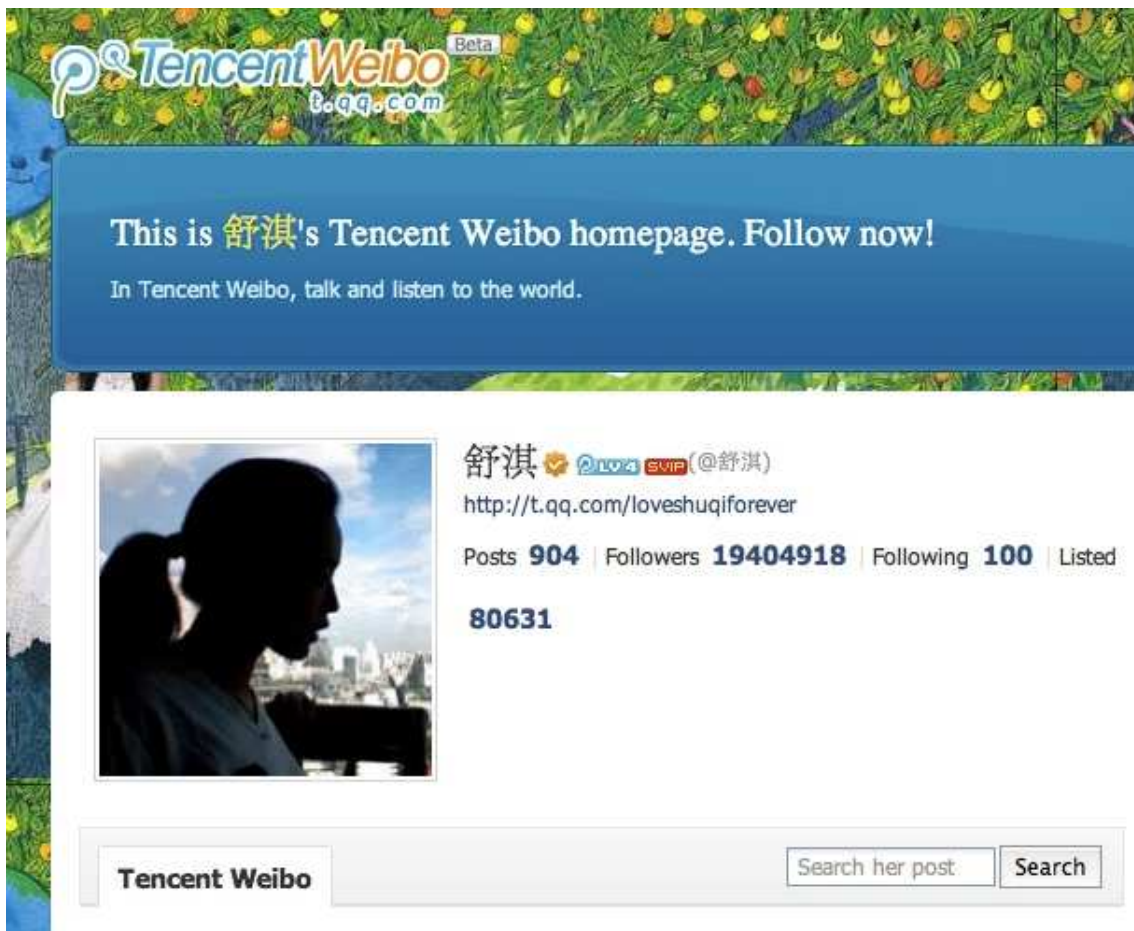 TencentWeibo Beta
t.qq.com
This is 舒淇's Tencent Weibo homepage. Follow now!
In Tencent Weibo, talk and listen to the world.
舒淇 LV 4 SVIP (@舒淇)
http://t.qq.com/loveshuqiforever
Posts 904 | Followers 19404918 | Following 100 | Listed
80631
Tencent Weibo
Search her post Search